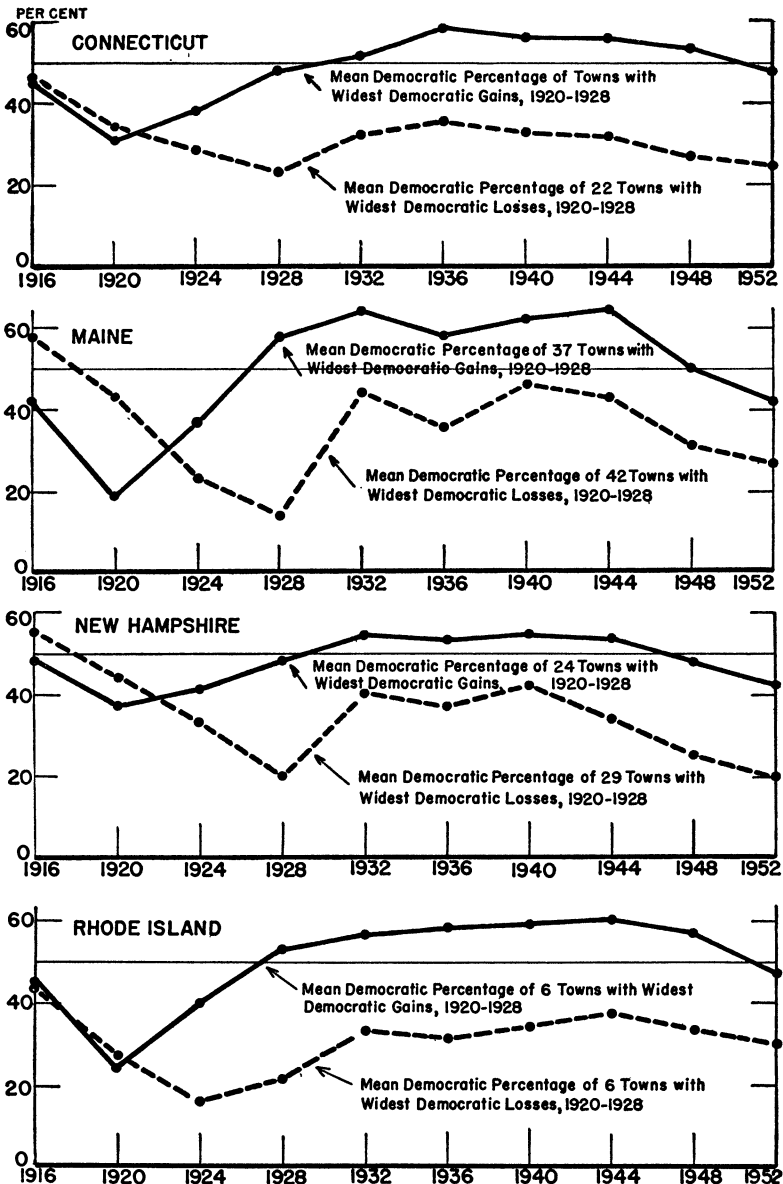 PER CENT
60
CONNECTICUT
Mean Democratic Percentage of Towns with
Widest Democratic Gains, 1920-1928
40
20
Mean Democratic Percentage of 22 Towns with
Widest Democratic Losses, 1920-1928
0
1916 1920 1924 1928 1932 1936 1940 1944 1948 1952
60
MAINE
Mean Democratic Percentage of 37 Towns with
Widest Democratic Gains, 1920-1928
40
Mean Democratic Percentage of 42 Towns with
Widest Democratic Losses, 1920-1928
20
0
1916 1920 1924 1928 1932 1936 1940 1944 1948 1952
60
NEW HAMPSHIRE
Mean Democratic Percentage of 24 Towns with
Widest Democratic Gains, 1920-1928
40
20
Mean Democratic Percentage of 29 Towns with
Widest Democratic Losses, 1920-1928
0
1916 1920 1924 1928 1932 1936 1940 1944 1948 1952
60
RHODE ISLAND
Mean Democratic Percentage of 6 Towns with Widest
Democratic Gains, 1920-1928
40
20
Mean Democratic Percentage of 6 Towns with
Widest Democratic Losses, 1920-1928
0
1916 1920 1924 1928 1932 1936 1940 1944 1948 1952